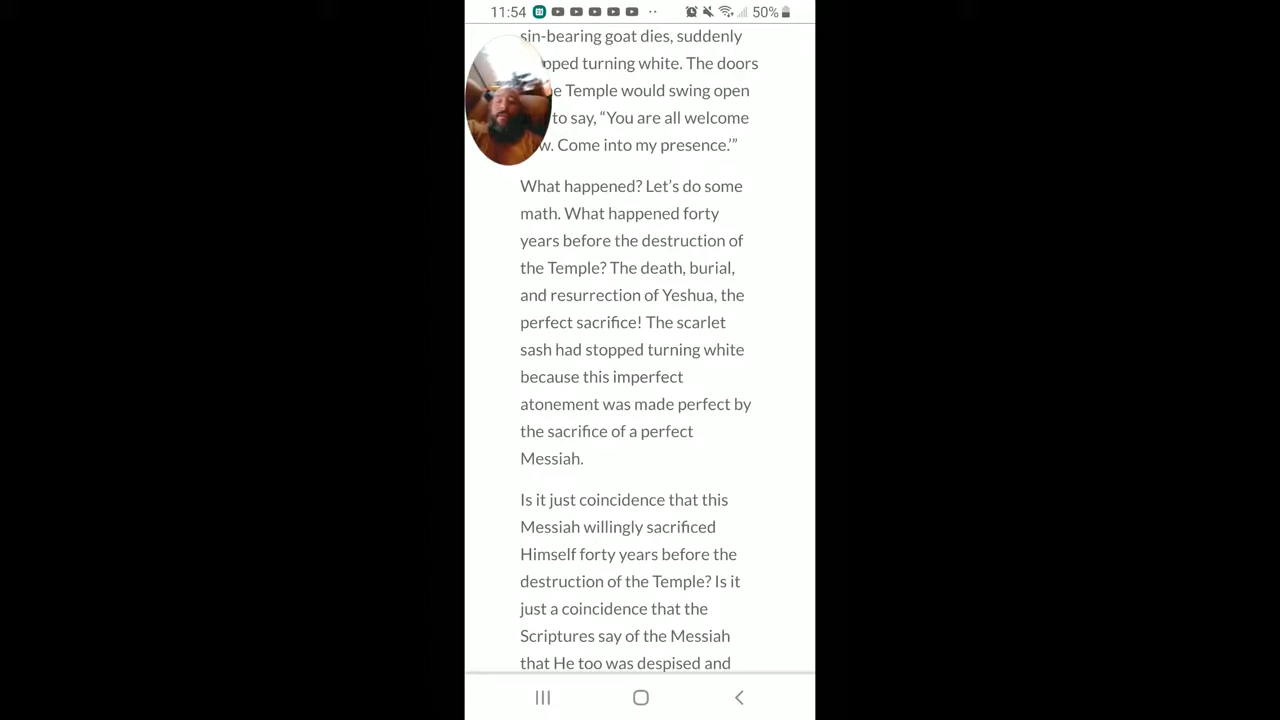 11:54
50%
sin-bearing goat dies, suddenly
pped turning white. The doors
e Temple would swing open
to say, “You are all welcome
w. Come into my presence.’”
What happened? Let’s do some
math. What happened forty
years before the destruction of
the Temple? The death, burial,
and resurrection of Yeshua, the
perfect sacrifice! The scarlet
sash had stopped turning white
because this imperfect
atonement was made perfect by
the sacrifice of a perfect
Messiah.
Is it just coincidence that this
Messiah willingly sacrificed
Himself forty years before the
destruction of the Temple? Is it
just a coincidence that the
Scriptures say of the Messiah
that He too was despised and